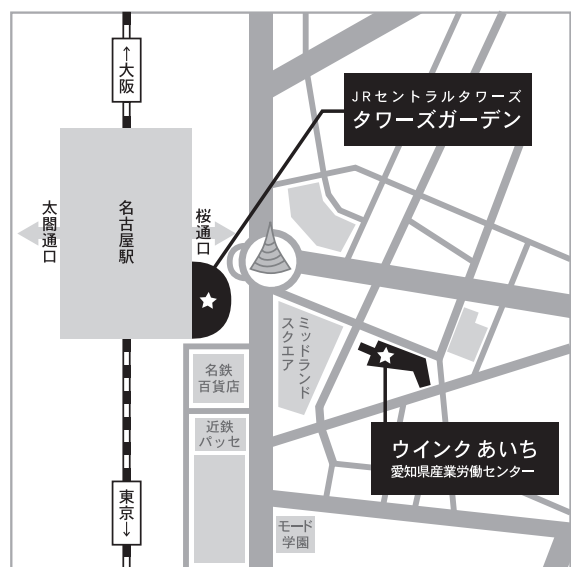 ←大阪
JRセントラルタワーズ
タワーズガーデン
太閤通口
名古屋駅
桜通口
ミッドランド
スクエア
名鉄
百貨店
近鉄
パッセ
ウインクあいち
愛知県産業労働センター
東京→
モード
学園